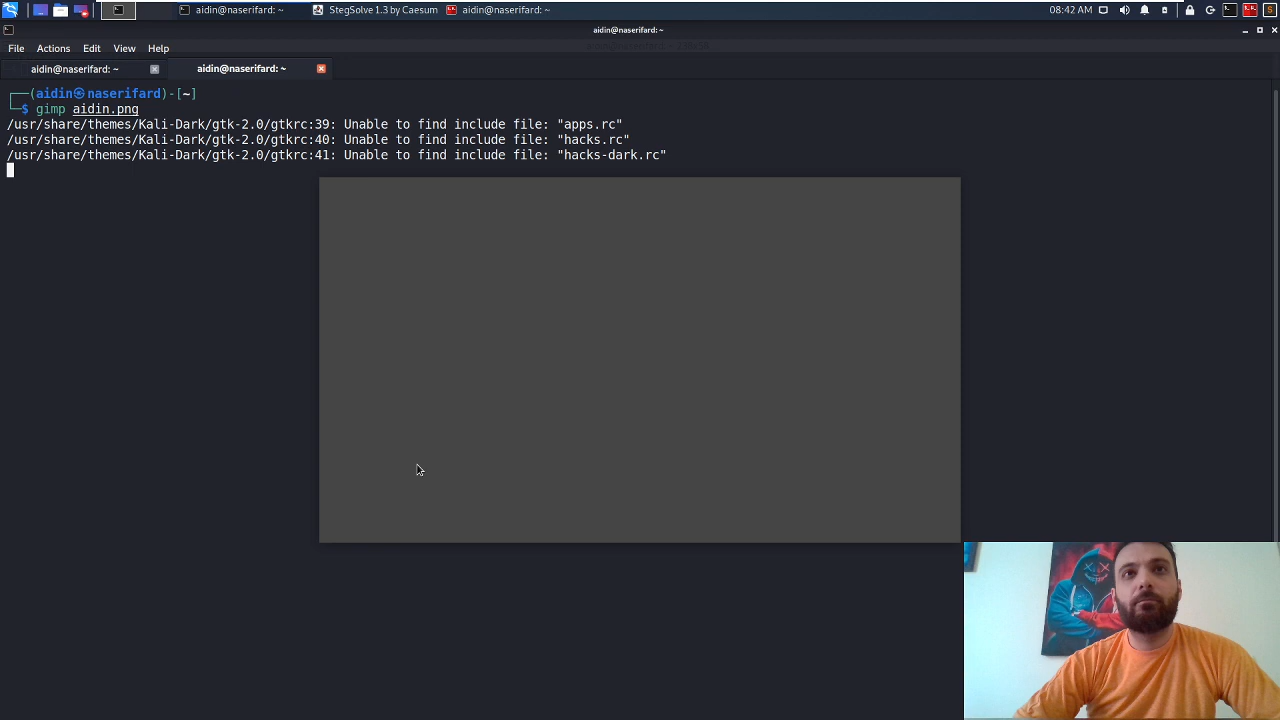 aidin@naserifard: ~
StegSolve 1.3 by Caesum
aidin@naserifard: ~
08:42 AM
aidin@naserifard:~
File Actions Edit View Help
aidin@naserifard: ~
aidin@naserifard: ~
┌──(aidin㉿naserifard)-[~]
└─$ gimp aidin.png
/usr/share/themes/Kali-Dark/gtk-2.0/gtkrc:39: Unable to find include file: "apps.rc"
/usr/share/themes/Kali-Dark/gtk-2.0/gtkrc:40: Unable to find include file: "hacks.rc"
/usr/share/themes/Kali-Dark/gtk-2.0/gtkrc:41: Unable to find include file: "hacks-dark.rc"